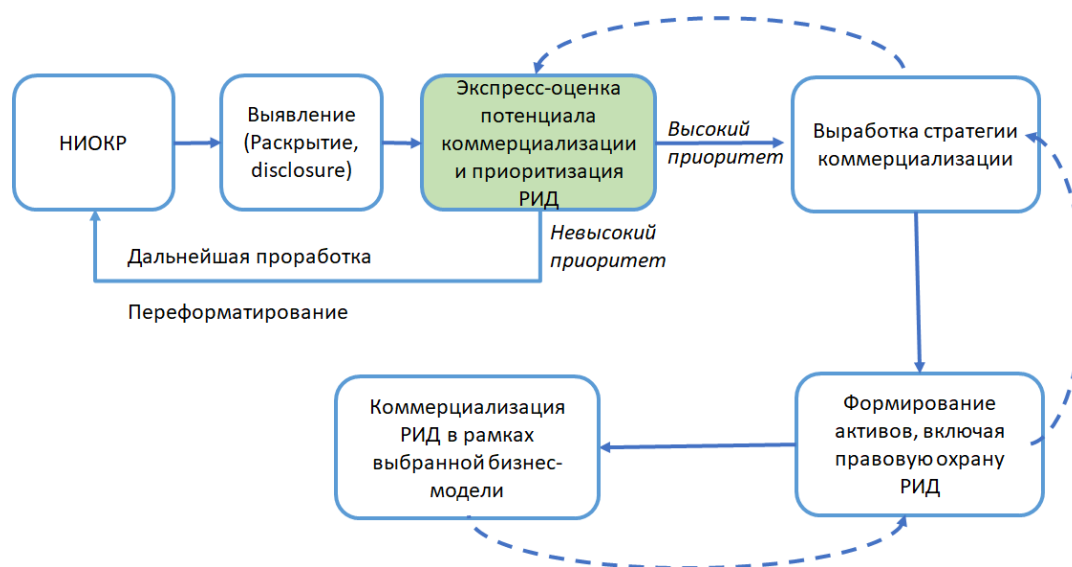 НИОКР
Выявление
(Раскрытие,
disclosure)
Экспресс-оценка
потенциала
коммерциализации
и приоритизация
РИД
Высокий
приоритет
Выработка стратегии
коммерциализации
Невысокий
приоритет
Дальнейшая проработка
Переформатирование
Коммерциализация
РИД в рамках
выбранной бизнес-
модели
Формирование
активов, включая
правовую охрану
РИД